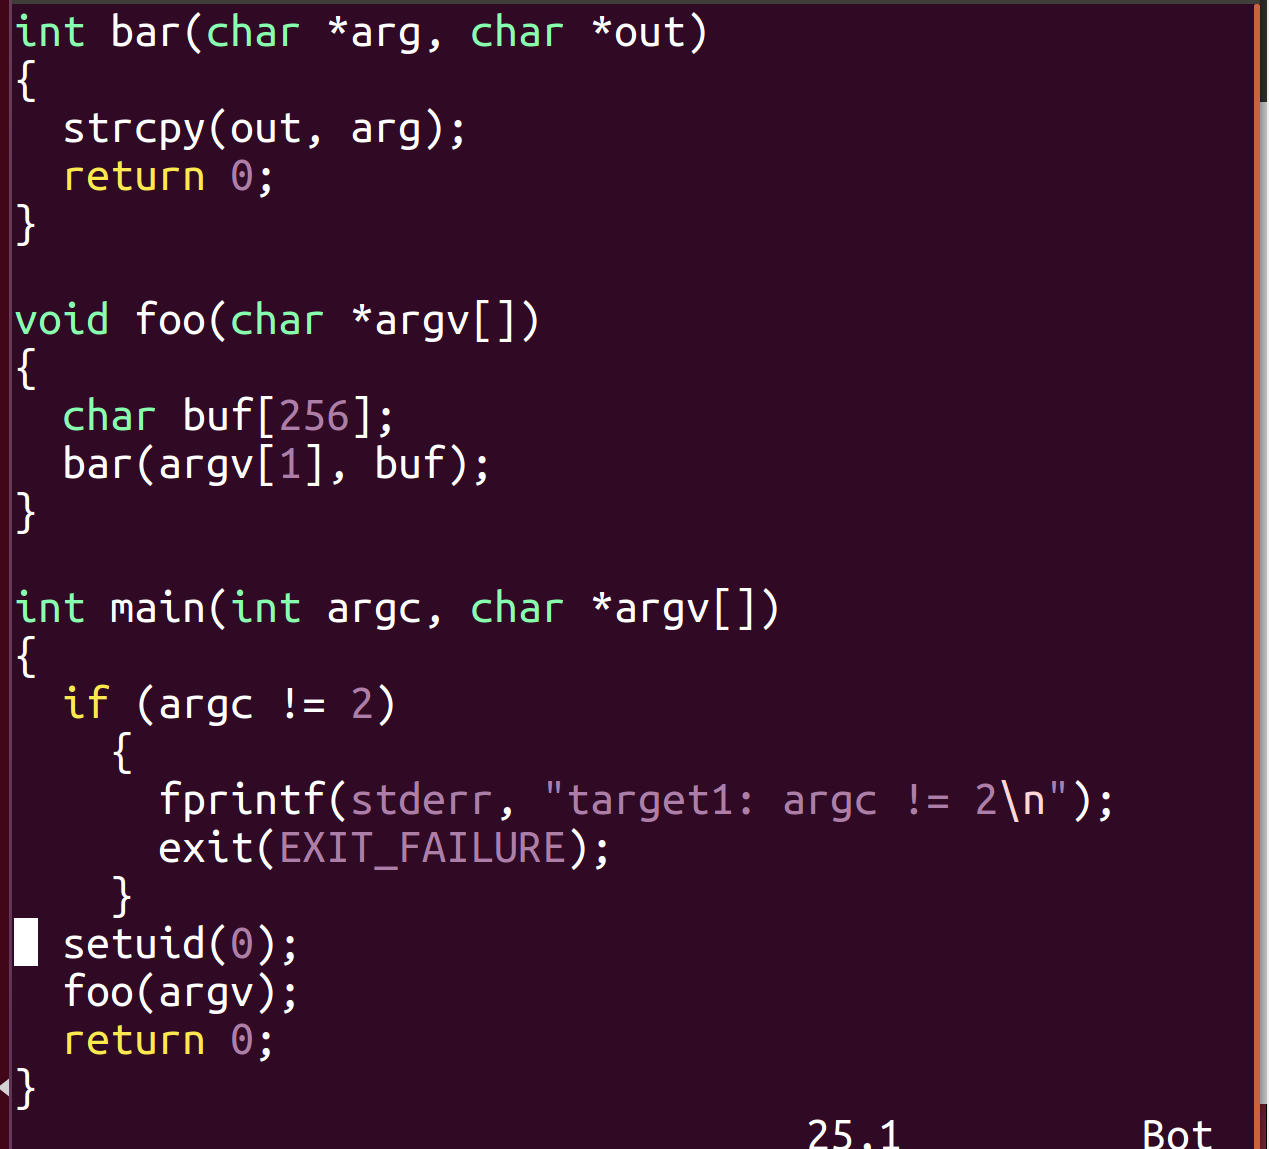 int bar(char *arg, char *out)
{
  strcpy(out, arg);
  return 0;
}

void foo(char *argv[])
{
  char buf[256];
  bar(argv[1], buf);
}

int main(int argc, char *argv[])
{
  if (argc != 2)
    {
      fprintf(stderr, "target1: argc != 2\n");
      exit(EXIT_FAILURE);
    }
  setuid(0);
  foo(argv);
  return 0;
}
25,1 Bot